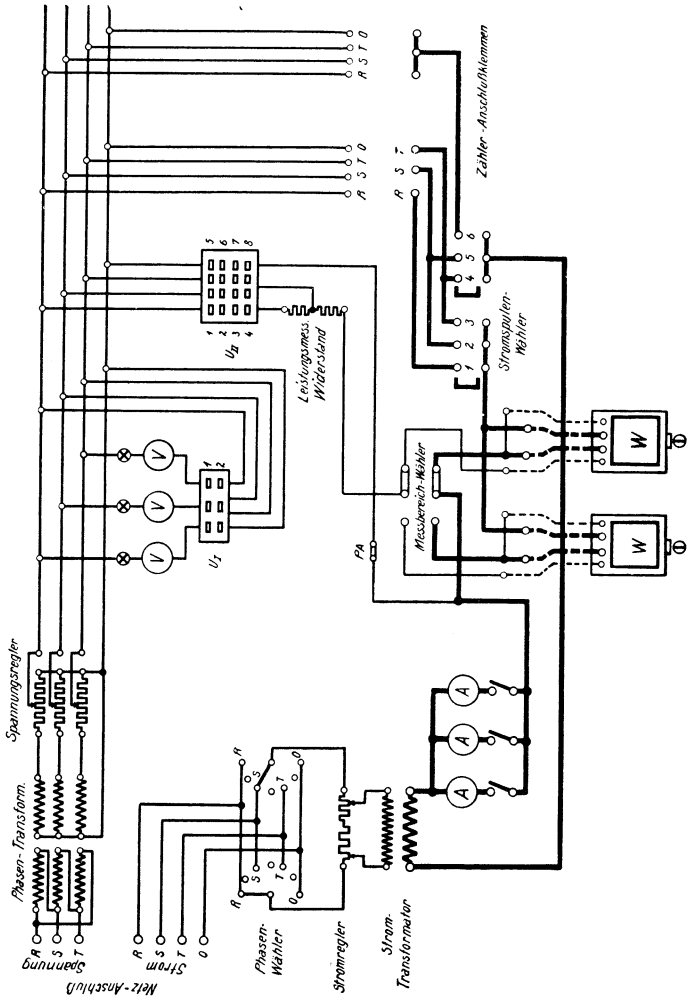 Netz-Anschluß
Spannung
R
S
T
Strom
R
S
T
0
Phasen-Transform.
Spannungsregler
Phasen-
Wähler
R
S
T
0
R
S
T
0
Stromregler
Strom-
Transformator
A
A
A
V
V
V
U I
1
2
U II
1 5
2 6
3 7
4 8
Leistungsmess.
Widerstand
PA
Messbereich-Wähler
W
W
Stromspulen-
Wähler
1 2 3 4 5 6
R S T 0
R S T 0
R S T
Zähler-Anschlußklemmen